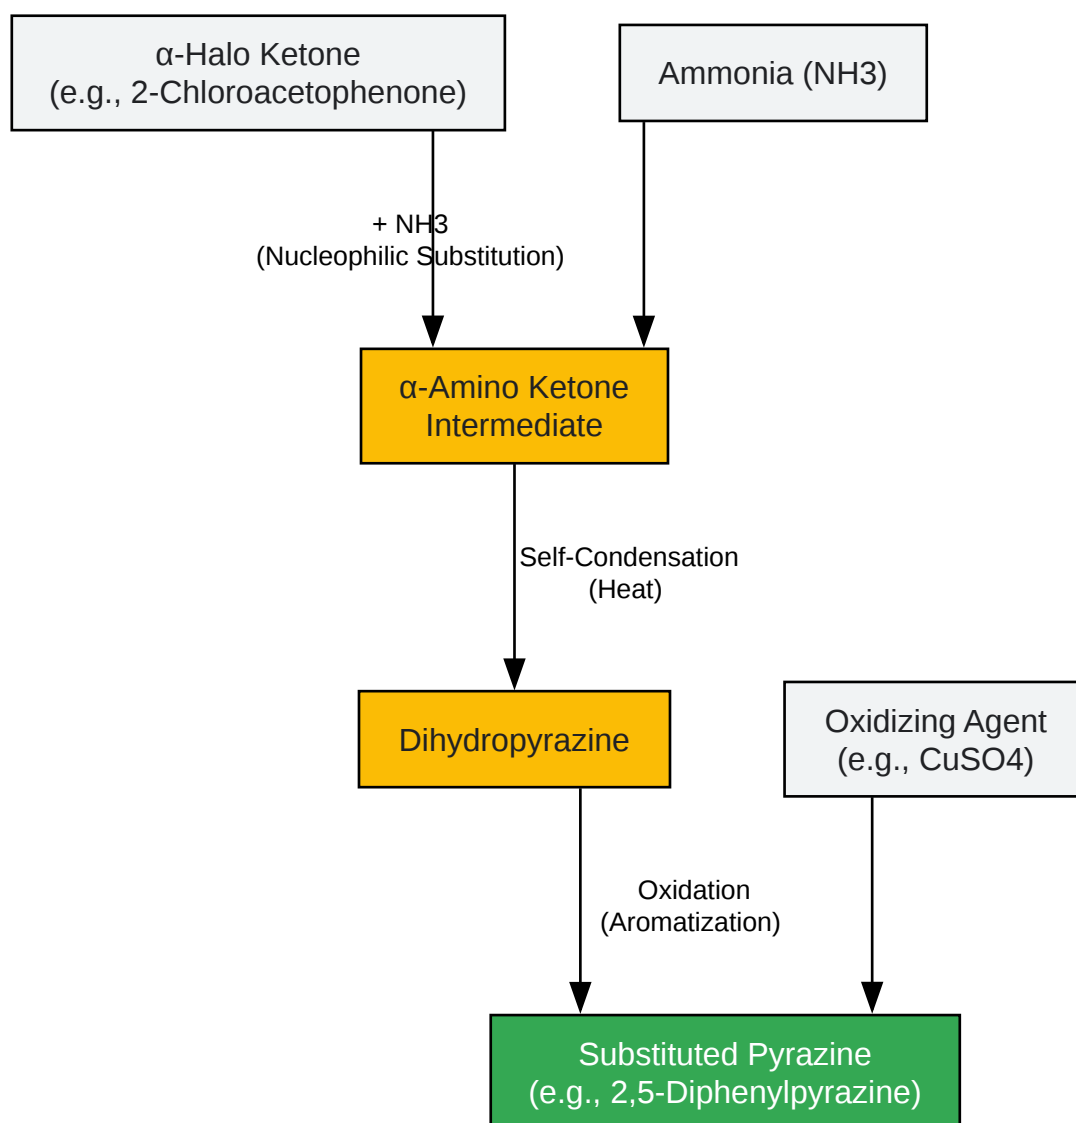 α-Halo Ketone
(e.g., 2-Chloroacetophenone)
Ammonia (NH3)
+ NH3
(Nucleophilic Substitution)
α-Amino Ketone
Intermediate
Self-Condensation
(Heat)
Dihydropyrazine
Oxidizing Agent
(e.g., CuSO4)
Oxidation
(Aromatization)
Substituted Pyrazine
(e.g., 2,5-Diphenylpyrazine)